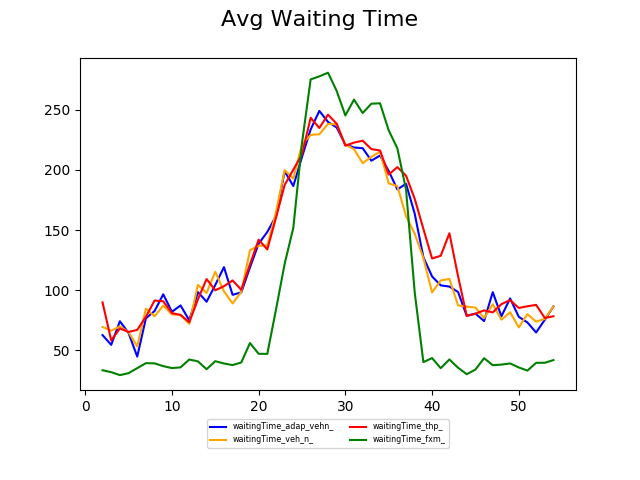 Avg Waiting Time
250
200
150
100
50
0 10 20 30 40 50
waitingTime_adap_vehn_ waitingTime_thp_
waitingTime_veh_n_ waitingTime_fxm_